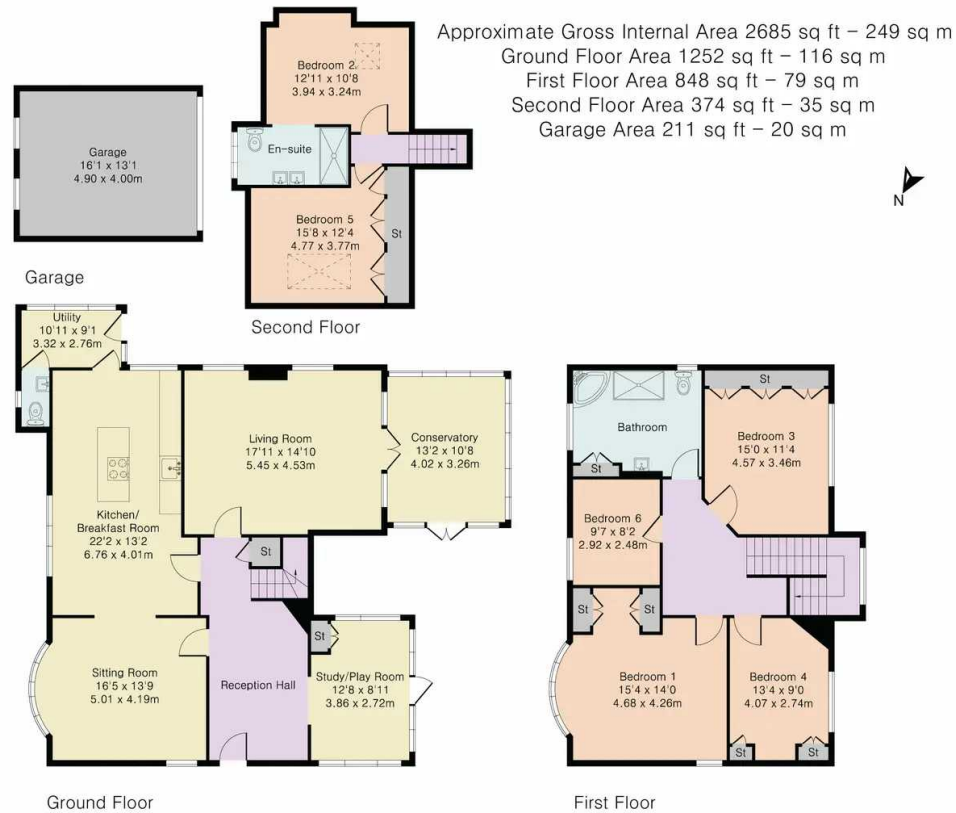 Approximate Gross Internal Area 2685 sq ft - 249 sq m
Ground Floor Area 1252 sq ft - 116 sq m
First Floor Area 848 sq ft - 79 sq m
Second Floor Area 374 sq ft - 35 sq m
Garage Area 211 sq ft - 20 sq m
N
Garage
16'1 x 13'1
4.90 x 4.00m
Garage
Bedroom 2
12'11 x 10'8
3.94 x 3.24m
En-suite
Bedroom 5
15'8 x 12'4
4.77 x 3.77m
St
Second Floor
Utility
10'11 x 9'1
3.32 x 2.76m
Living Room
17'11 x 14'10
5.45 x 4.53m
Conservatory
13'2 x 10'8
4.02 x 3.26m
Kitchen/
Breakfast Room
22'2 x 13'2
6.76 x 4.01m
St
St
Sitting Room
16'5 x 13'9
5.01 x 4.19m
Reception Hall
Study/Play Room
12'8 x 8'11
3.86 x 2.72m
Ground Floor
St
Bathroom
Bedroom 3
15'0 x 11'4
4.57 x 3.46m
St
Bedroom 6
9'7 x 8'2
2.92 x 2.48m
St
St
Bedroom 1
15'4 x 14'0
4.68 x 4.26m
Bedroom 4
13'4 x 9'0
4.07 x 2.74m
St
St
First Floor